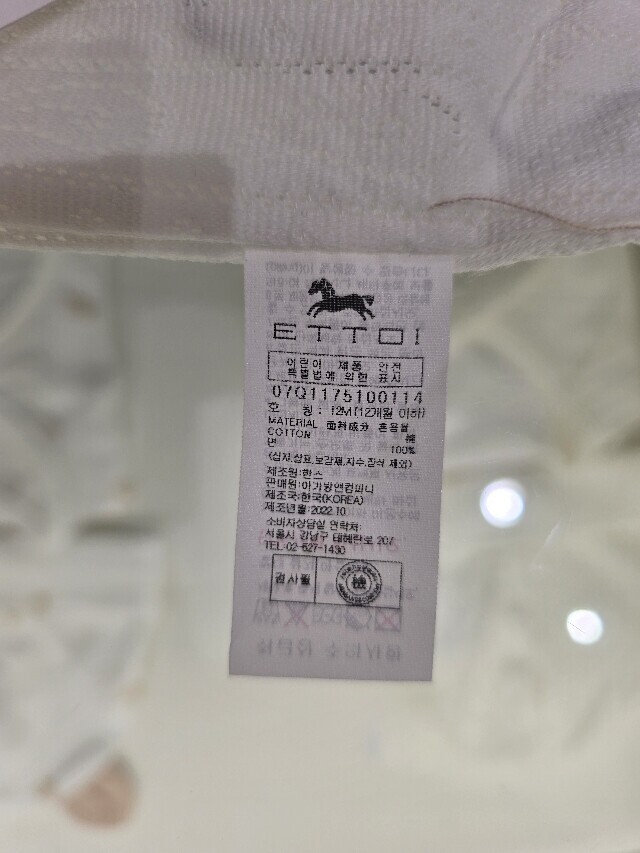 ETTOI
어린이 제품 안전
특별법에 의한 표시
07Q1175100114
호 칭 : 12M(12개월 이하)
MATERIAL 面料成分 혼용율
COTTON 棉
면 100%
(심지,상표,보강재,자수,장식 제외)
제조원:한스
판매원:아가방앤컴퍼니
제조국:한국(KOREA)
제조년월:2022.10
소비자상담실 연락처:
서울시 강남구 테헤란로 207
TEL:02-527-1430
검사필